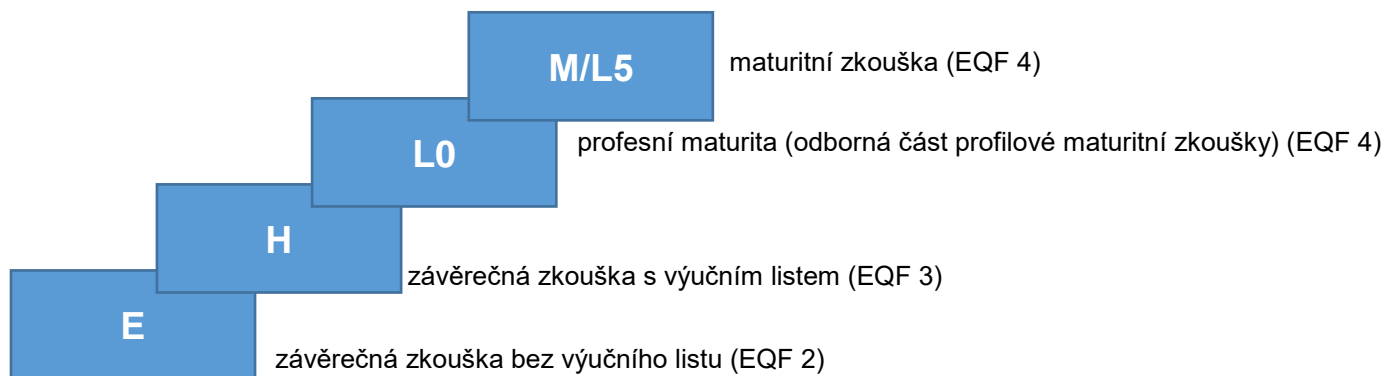 M/L5
maturitní zkouška (EQF 4)
L0
profesní maturita (odborná část profilové maturitní zkoušky) (EQF 4)
H
závěrečná zkouška s výučním listem (EQF 3)
E
závěrečná zkouška bez výučního listu (EQF 2)